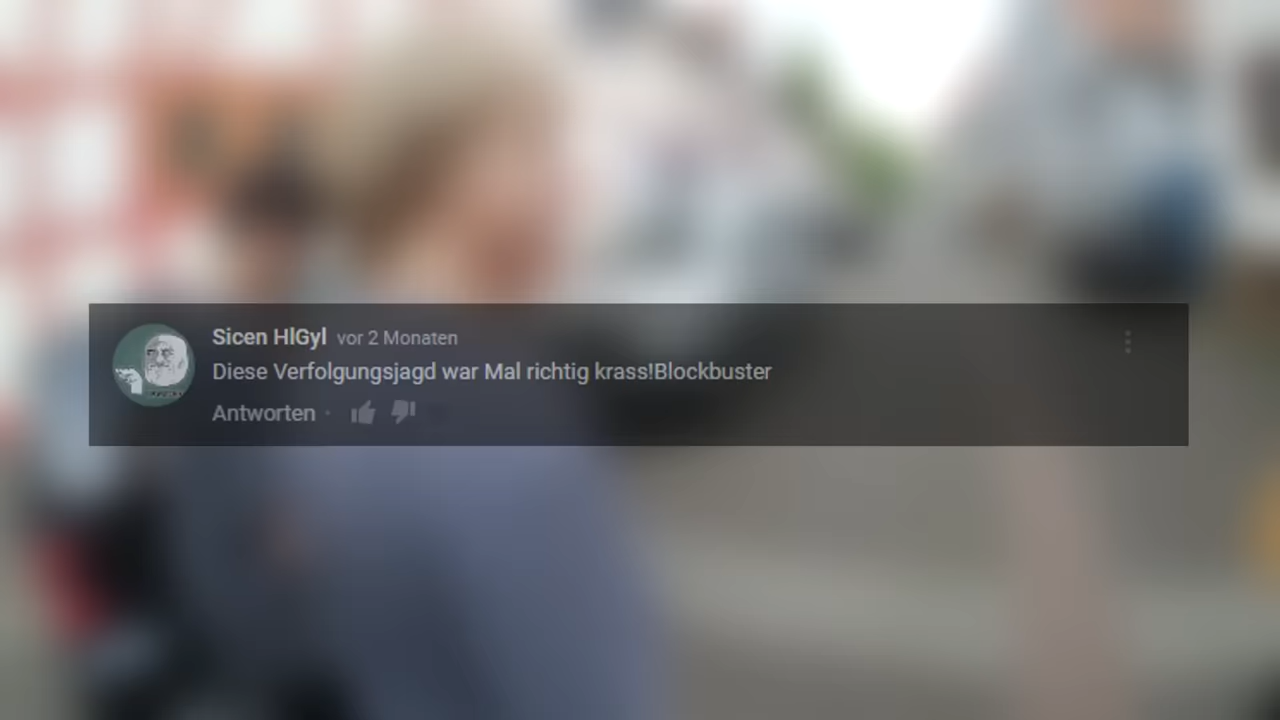 Sicen HlGyl vor 2 Monaten
Diese Verfolgungsjagd war Mal richtig krass!Blockbuster
Antworten